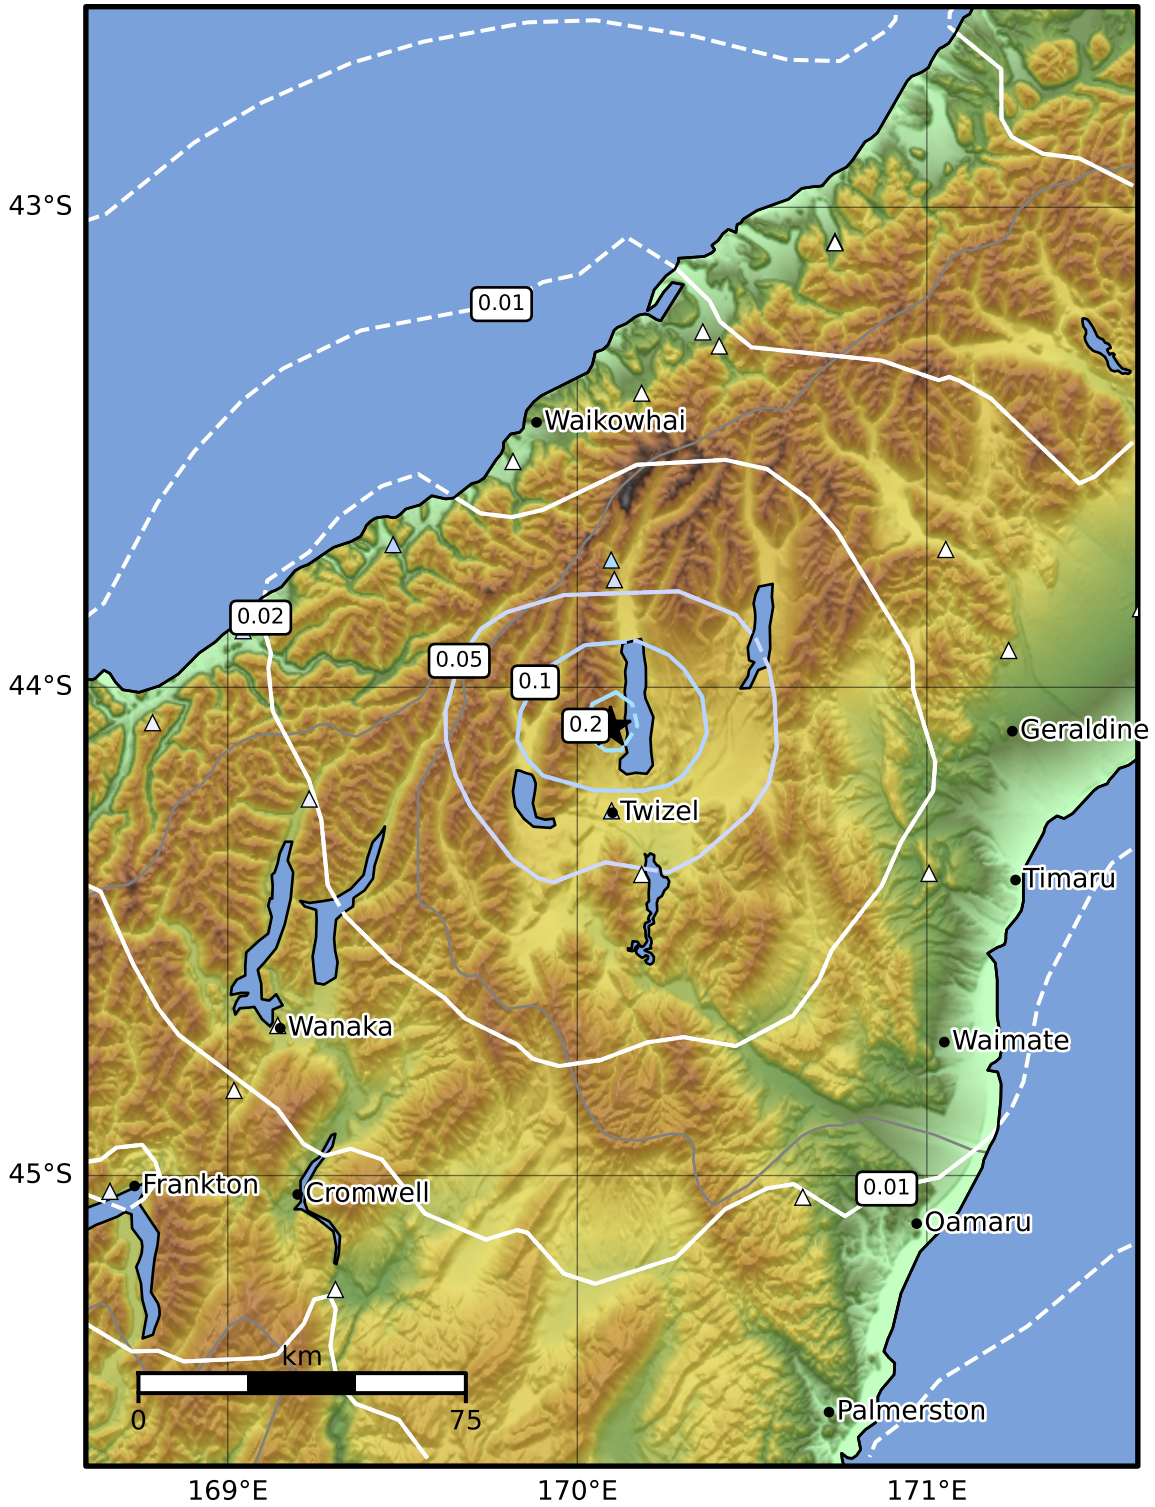 43°S
0.01
Waikowhai
0.02
0.05
0.1
44°S
0.2
Geraldine
Twizel
Timaru
Wanaka
Waimate
45°S
Frankton
Cromwell
0.01
Oamaru
km
0
75
Palmerston
169°E
170°E
171°E